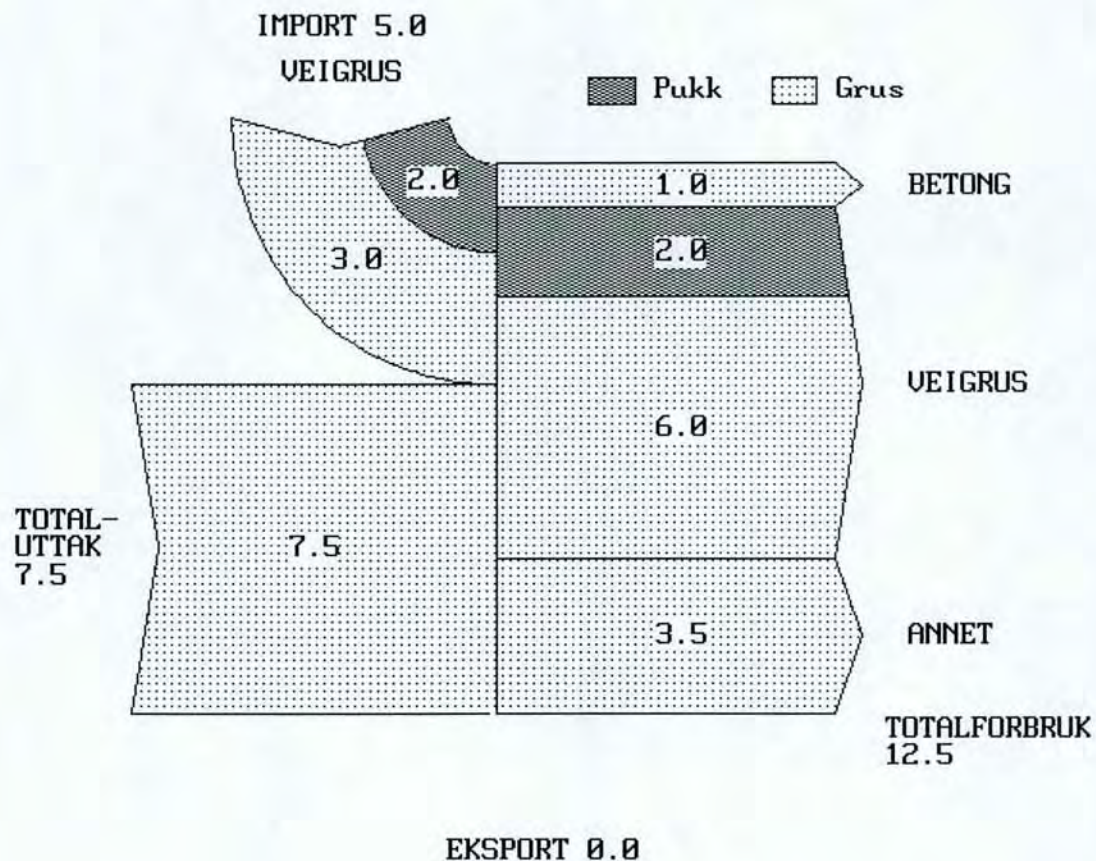 IMPORT 5.0
VEIGRUS
Pukk
Grus
2.0
3.0
1.0
BETONG
2.0
VEIGRUS
6.0
TOTAL-
UTTAK
7.5
7.5
3.5
ANNET
TOTALFORBRUK
12.5
EKSPORT 0.0